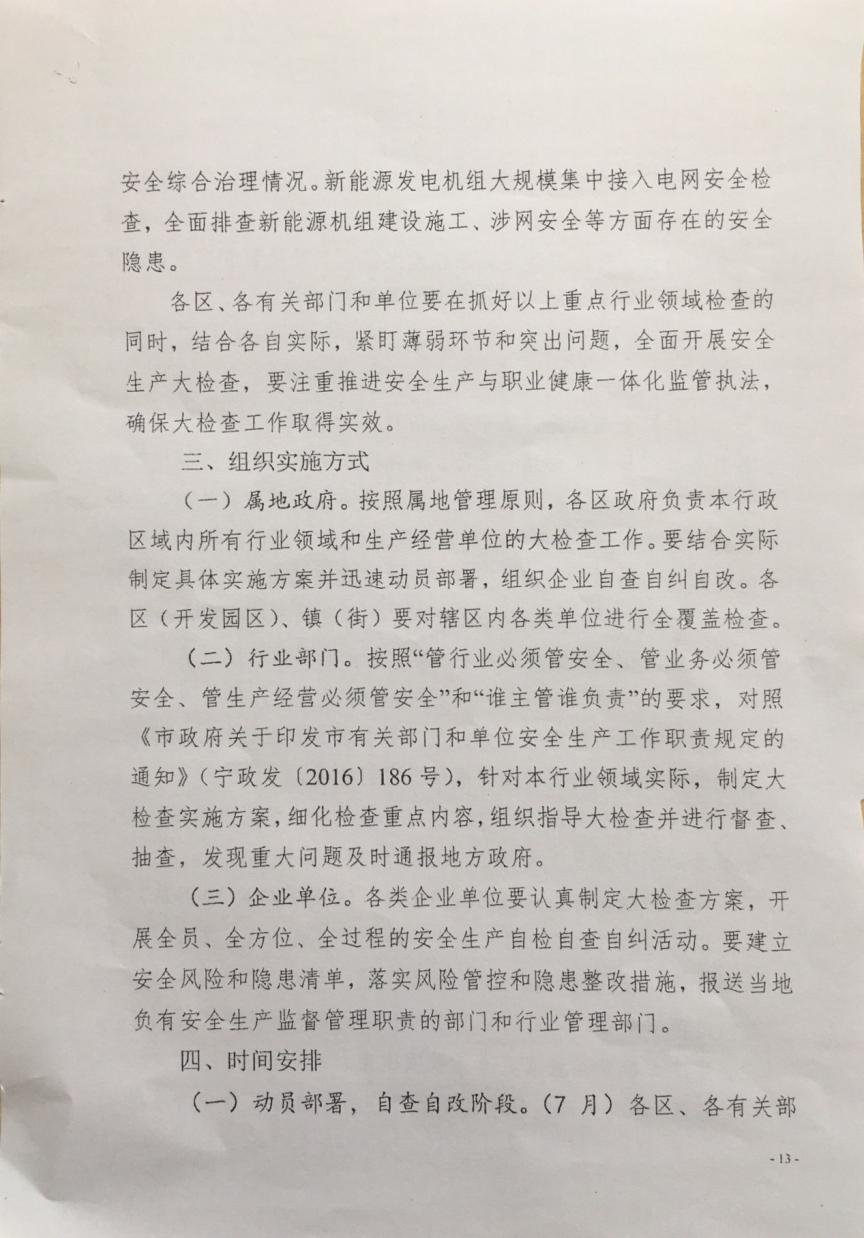 安全综合治理情况。新能源发电机组大规模集中接入电网安全检
查，全面排查新能源机组建设施工、涉网安全等方面存在的安全
隐患。
各区、各有关部门和单位要在抓好以上重点行业领域检查的
同时，结合各自实际，紧盯薄弱环节和突出问题，全面开展安全
生产大检查，要注重推进安全生产与职业健康一体化监管执法，
确保大检查工作取得实效。
三、组织实施方式
（一）属地政府。按照属地管理原则，各区政府负责本行政
区域内所有行业领域和生产经营单位的大检查工作。要结合实际
制定具体实施方案并迅速动员部署，组织企业自查自纠自改。各
区（开发园区）、镇（街）要对辖区内各类单位进行全覆盖检查。
（二）行业部门。按照“管行业必须管安全、管业务必须管
安全、管生产经营必须管安全”和“谁主管谁负责”的要求，对照
《市政府关于印发市有关部门和单位安全生产工作职责规定的
通知》（宁政发〔2016〕186 号），针对本行业领域实际，制定大
检查实施方案，细化检查重点内容，组织指导大检查并进行督查、
抽查，发现重大问题及时通报地方政府。
（三）企业单位。各类企业单位要认真制定大检查方案，开
展全员、全方位、全过程的安全生产自检自查自纠活动。要建立
安全风险和隐患清单，落实风险管控和隐患整改措施，报送当地
负有安全生产监督管理职责的部门和行业管理部门。
四、时间安排
（一）动员部署，自查自改阶段。（7 月）各区、各有关部
- 13 -